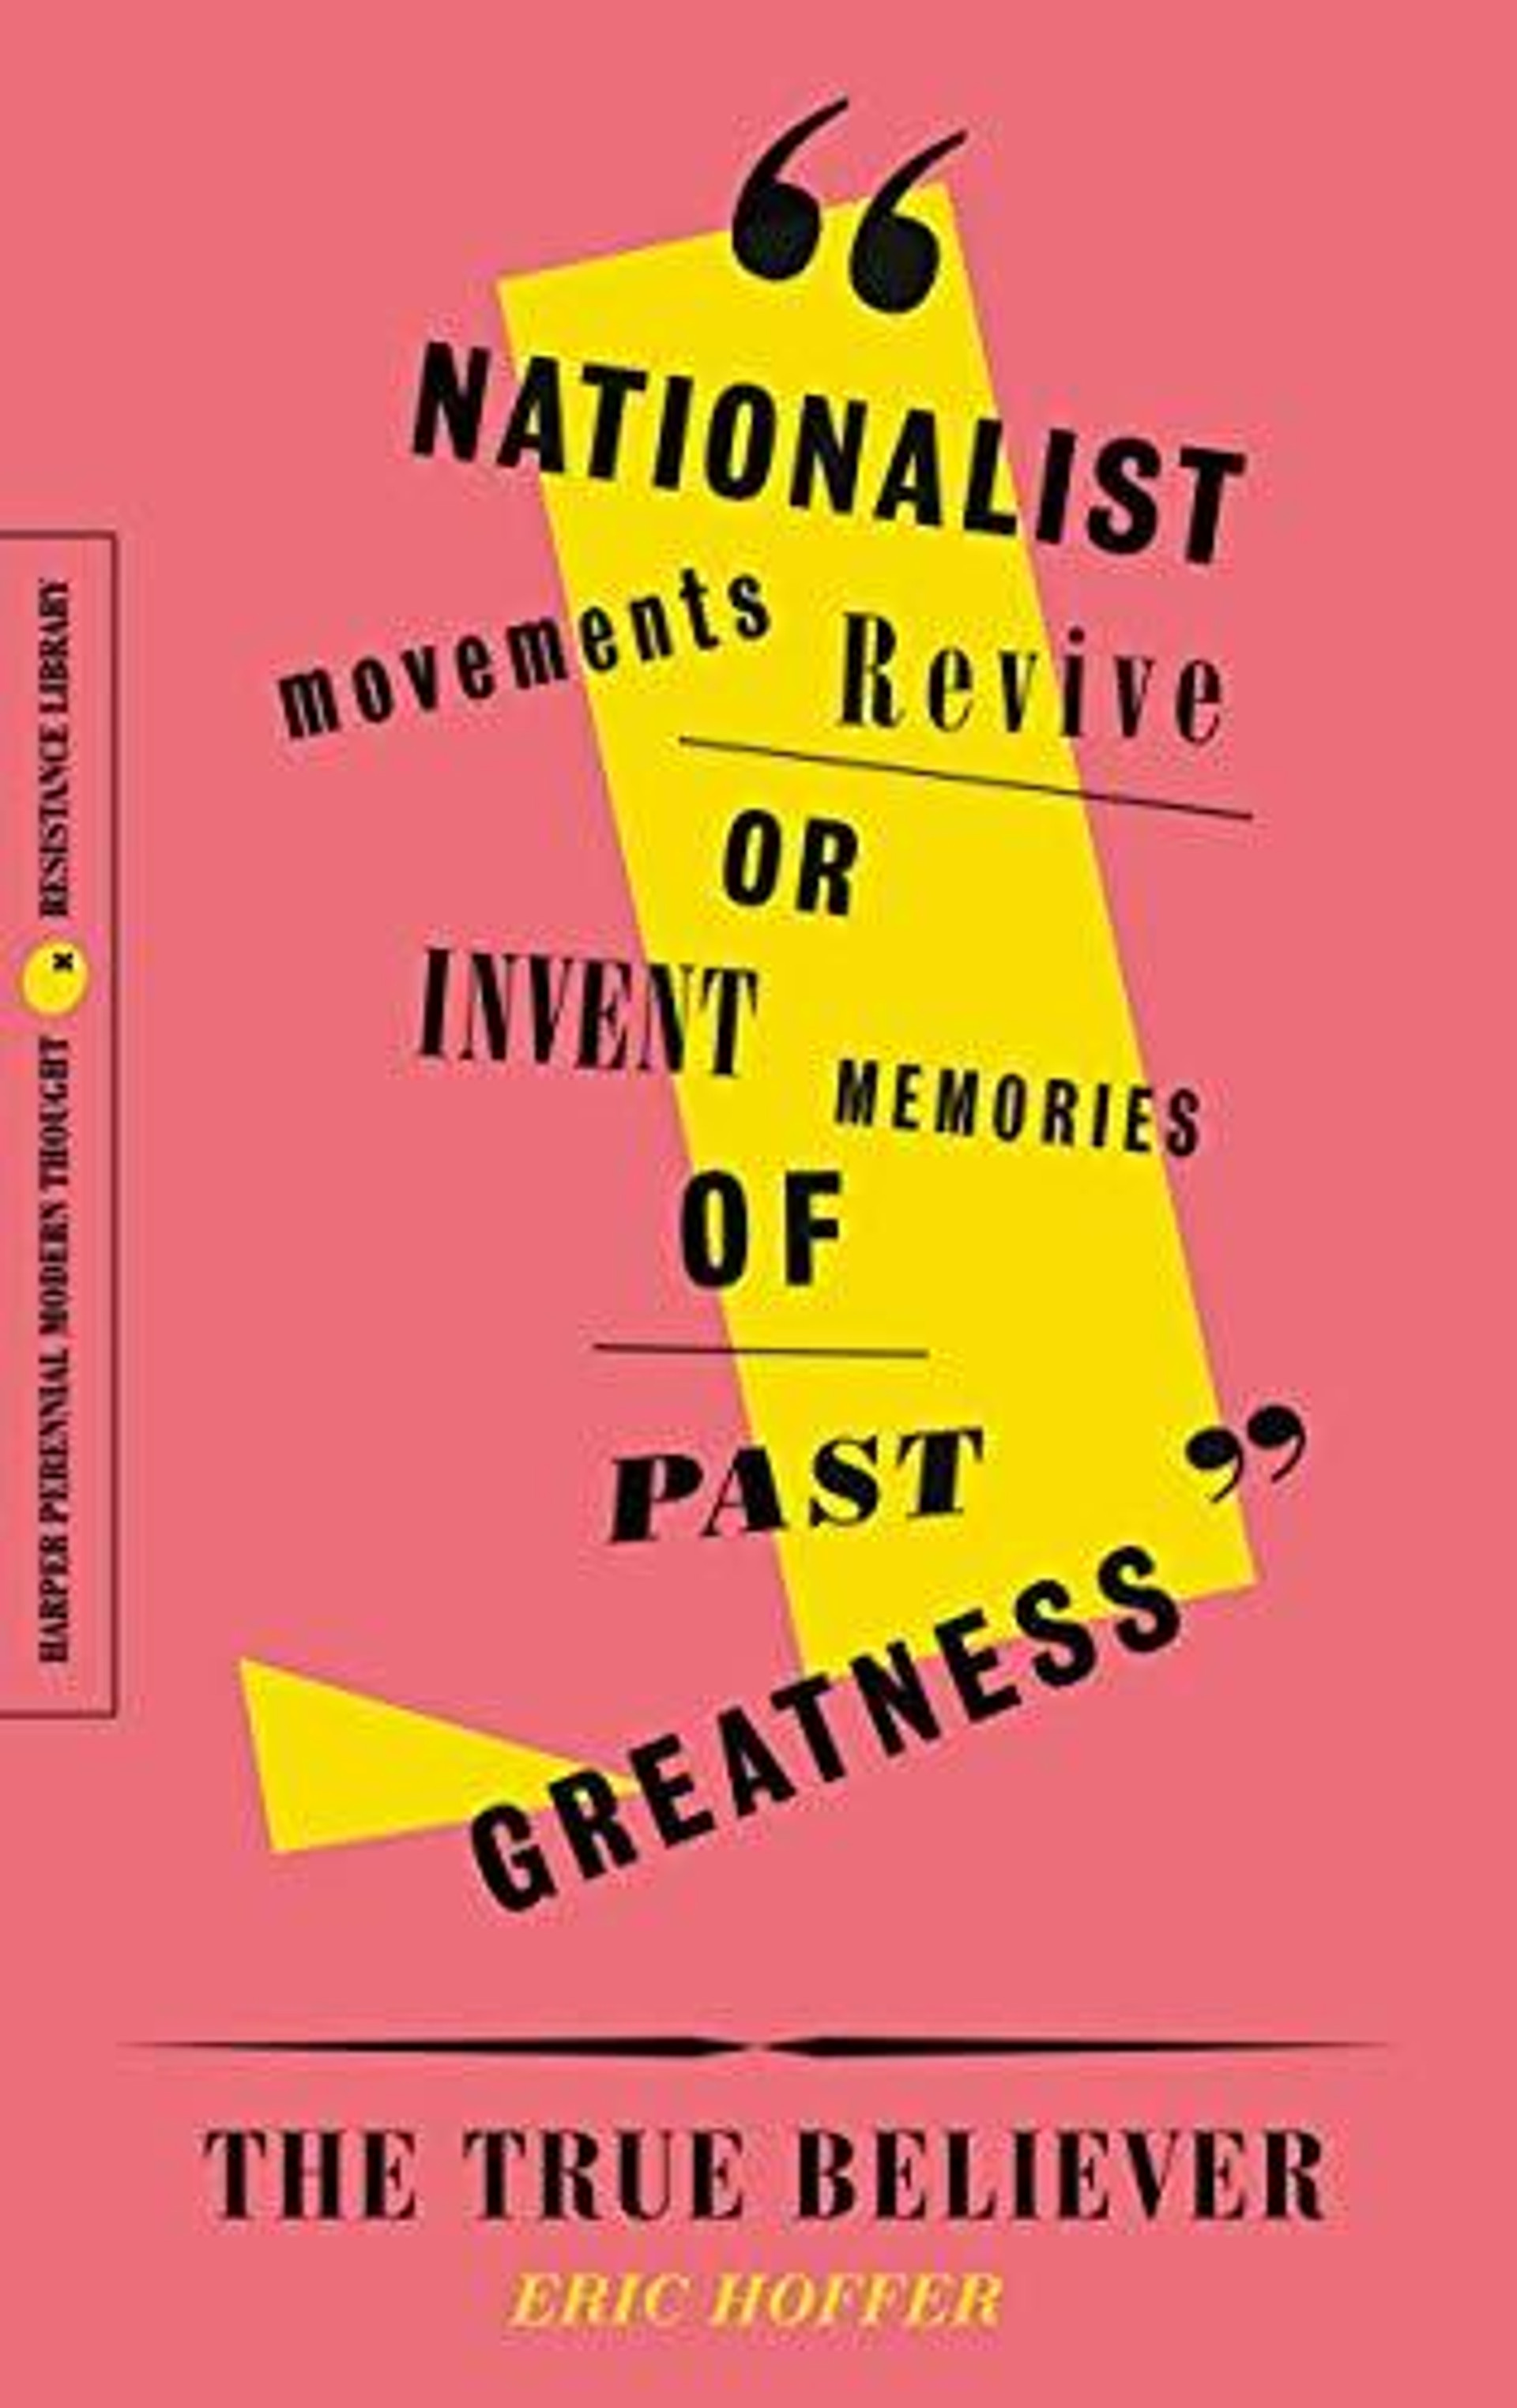 “
NATIONALIST
movements Revive
OR
INVENT MEMORIES
OF
PAST ”
GREATNESS
THE TRUE BELIEVER
ERIC HOFFER
HARPER PERENNIAL MODERN THOUGHT × RESISTANCE LIBRARY